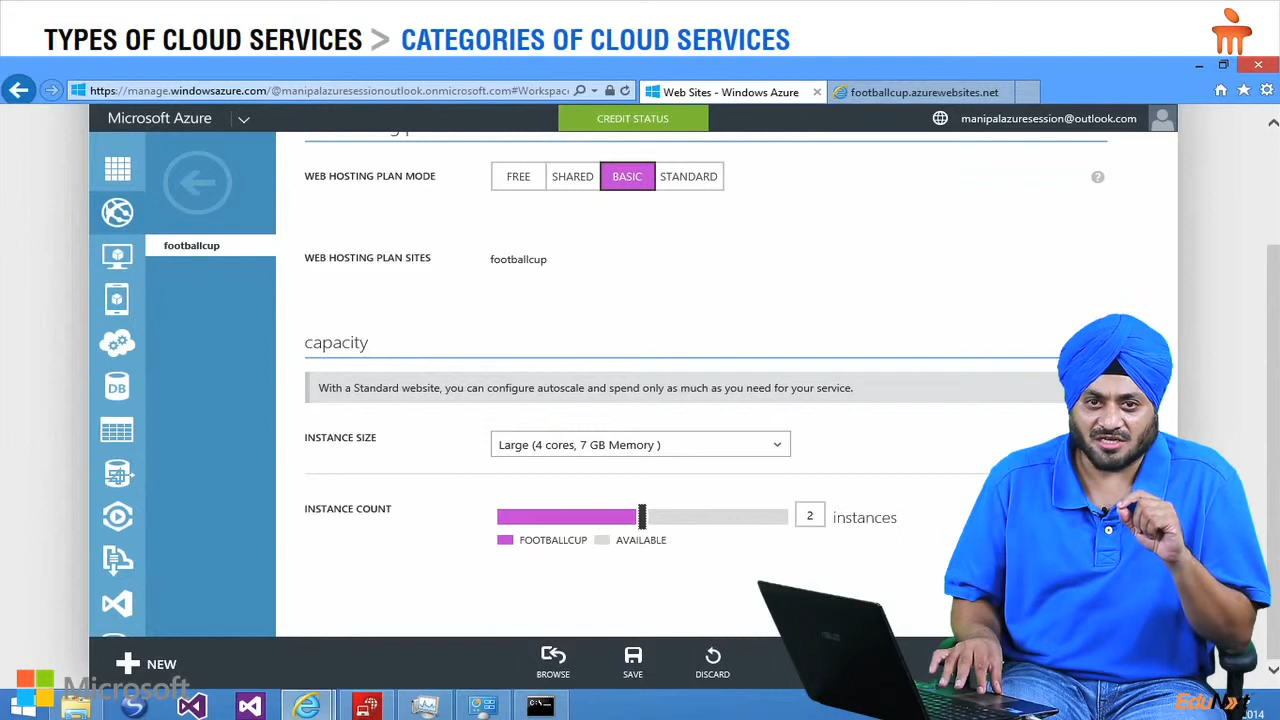 TYPES OF CLOUD SERVICES > CATEGORIES OF CLOUD SERVICES
https://manage.windowsazure.com/@manipalazuresessionoutlook.onmicrosoft.com#Workspace
Web Sites - Windows Azure
footballcup.azurewebsites.net
Microsoft Azure
CREDIT STATUS
manipalazuresession@outlook.com
WEB HOSTING PLAN MODE
FREE
SHARED
BASIC
STANDARD
?
footballcup
WEB HOSTING PLAN SITES
footballcup
capacity
With a Standard website, you can configure autoscale and spend only as much as you need for your service.
INSTANCE SIZE
Large (4 cores, 7 GB Memory )
DB
INSTANCE COUNT
2
instances
FOOTBALLCUP
AVAILABLE
NEW
BROWSE
SAVE
DISCARD
Microsoft
EduNxt
2014